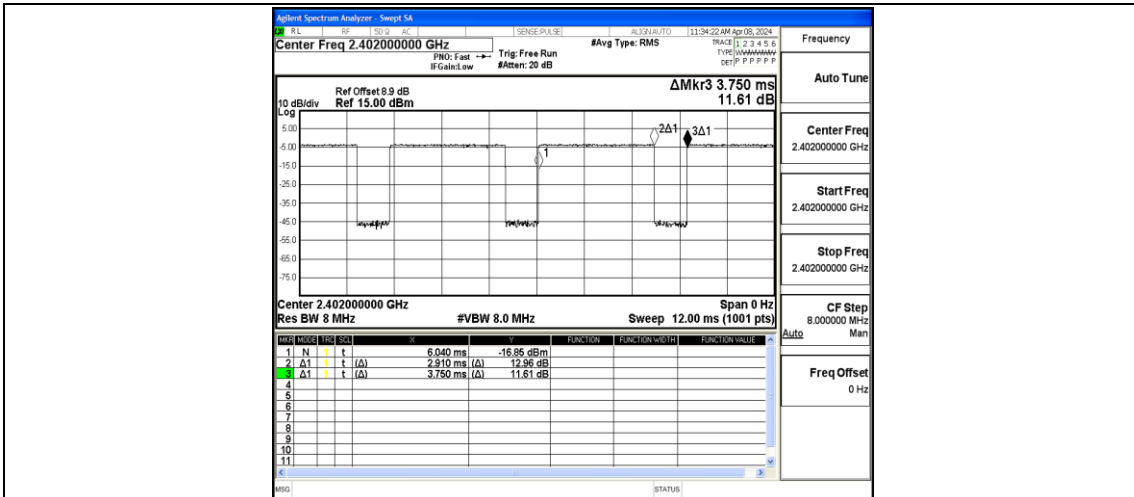 Agilent Spectrum Analyzer - Swept SA
RL RF 50 Ω AC SENSE:PULSE ALIGN AUTO 11:34:22 AM Apr 08, 2024
Center Freq 2.402000000 GHz #Avg Type: RMS TRACE 1 2 3 4 5 6
PNO: Fast Trig: Free Run TYPE
IFGain:Low #Atten: 20 dB DET P P P P P P
ΔMkr3 3.750 ms
11.61 dB
Ref Offset 8.9 dB
10 dB/div Ref 15.00 dBm
Log
5.00
-5.00
-15.0
-25.0
-35.0
-45.0
-55.0
-65.0
-75.0
1
2Δ1
3Δ1
Center 2.402000000 GHz Span 0 Hz
Res BW 8 MHz #VBW 8.0 MHz Sweep 12.00 ms (1001 pts)
MKR MODE TRC SCL X Y FUNCTION FUNCTION WIDTH FUNCTION VALUE
1 N 1 t 6.040 ms -16.85 dBm
2 Δ1 1 t (Δ) 2.910 ms (Δ) 12.96 dB
3 Δ1 1 t (Δ) 3.750 ms (Δ) 11.61 dB
4
5
6
7
8
9
10
11
MSG STATUS
Frequency
Auto Tune
Center Freq
2.402000000 GHz
Start Freq
2.402000000 GHz
Stop Freq
2.402000000 GHz
CF Step
8.000000 MHz
Auto Man
Freq Offset
0 Hz